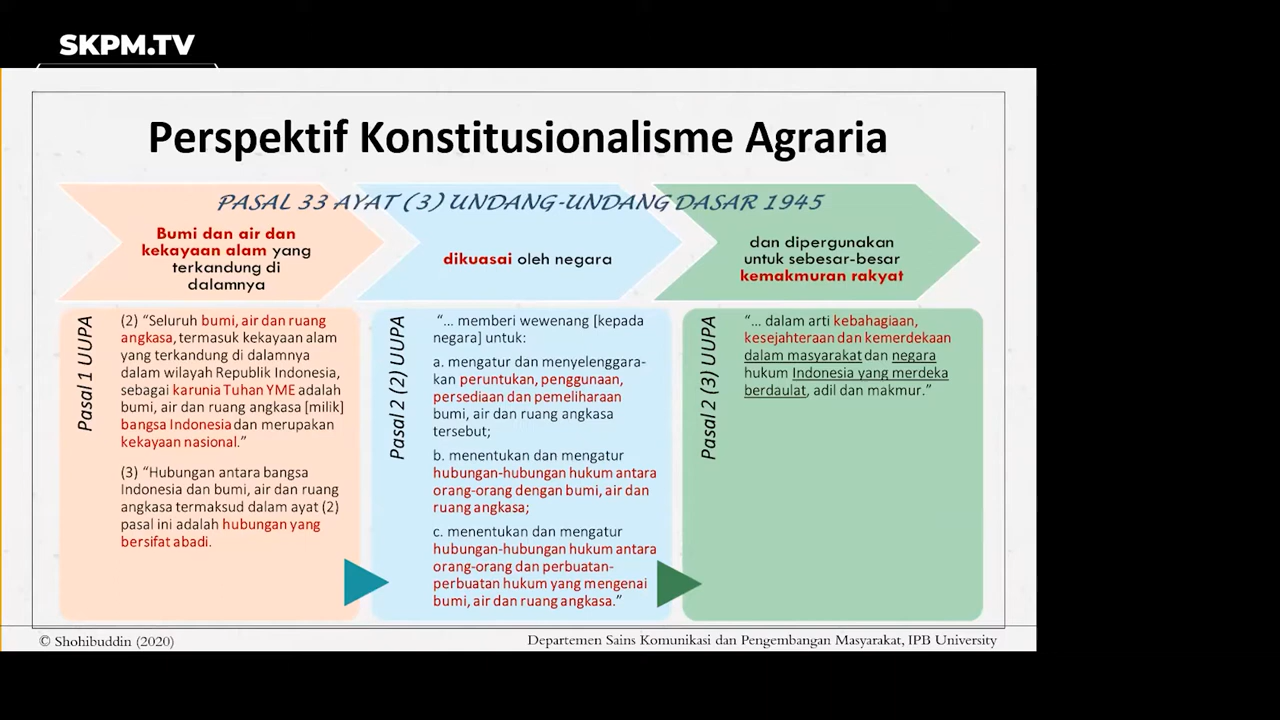 SKPM.TV
Perspektif Konstitusionalisme Agraria
PASAL 33 AYAT (3) UNDANG-UNDANG DASAR 1945
Bumi dan air dan
kekayaan alam yang
terkandung di
dalamnya
dikuasai oleh negara
dan dipergunakan
untuk sebesar-besar
kemakmuran rakyat
Pasal 1 UUPA
(2) “Seluruh bumi, air dan ruang
angkasa, termasuk kekayaan alam
yang terkandung di dalamnya
dalam wilayah Republik Indonesia,
sebagai karunia Tuhan YME adalah
bumi, air dan ruang angkasa [milik]
bangsa Indonesia dan merupakan
kekayaan nasional.”
(3) “Hubungan antara bangsa
Indonesia dan bumi, air dan ruang
angkasa termaksud dalam ayat (2)
pasal ini adalah hubungan yang
bersifat abadi.
Pasal 2 (2) UUPA
“... memberi wewenang [kepada
negara] untuk:
a. mengatur dan menyelenggara-
kan peruntukan, penggunaan,
persediaan dan pemeliharaan
bumi, air dan ruang angkasa
tersebut;
b. menentukan dan mengatur
hubungan-hubungan hukum antara
orang-orang dengan bumi, air dan
ruang angkasa;
c. menentukan dan mengatur
hubungan-hubungan hukum antara
orang-orang dan perbuatan-
perbuatan hukum yang mengenai
bumi, air dan ruang angkasa.”
Pasal 2 (3) UUPA
“... dalam arti kebahagiaan,
kesejahteraan dan kemerdekaan
dalam masyarakat dan negara
hukum Indonesia yang merdeka
berdaulat, adil dan makmur.”
© Shohibuddin (2020)
Departemen Sains Komunikasi dan Pengembangan Masyarakat, IPB University